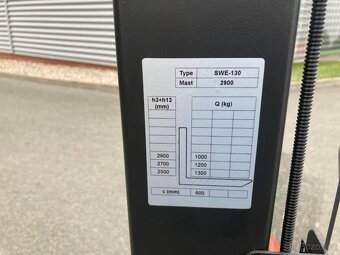 Type SWE-130
Mast 2900
h3+h13 (mm) Q (kg)
2900 1000
2700 1200
2500 1300
c (mm) 600